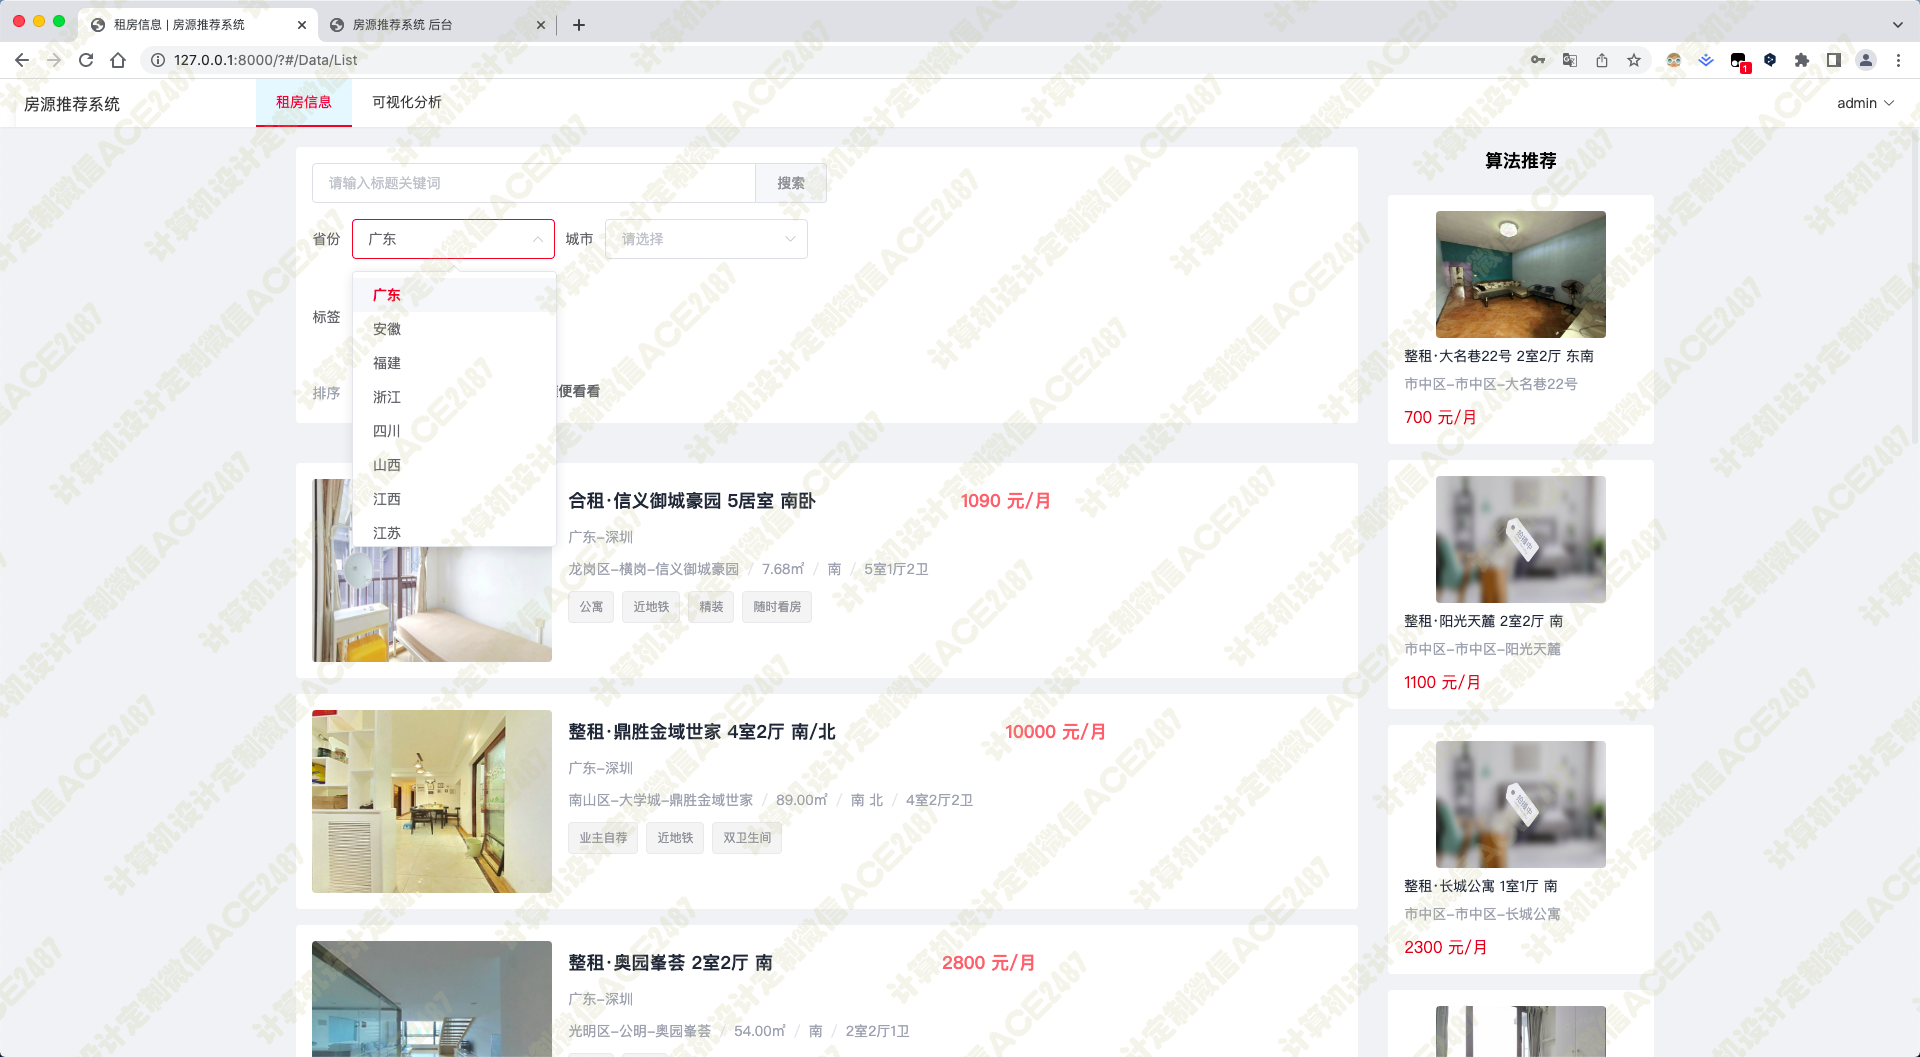 租房信息 | 房源推荐系统
房源推荐系统 后台
127.0.0.1:8000/?#/Data/List
1
房源推荐系统
租房信息
可视化分析
admin
请输入标题关键词
搜索
省份
广东
城市
请选择
广东
安徽
福建
浙江
四川
山西
江西
江苏
标签
排序
便看看
合租·信义御城豪园 5居室 南卧
1090 元/月
广东-深圳
龙岗区-横岗-信义御城豪园 / 7.68㎡ / 南 / 5室1厅2卫
公寓
近地铁
精装
随时看房
整租·鼎胜金域世家 4室2厅 南/北
10000 元/月
广东-深圳
南山区-大学城-鼎胜金域世家 / 89.00㎡ / 南 北 / 4室2厅2卫
业主自荐
近地铁
双卫生间
整租·奥园峯荟 2室2厅 南
2800 元/月
广东-深圳
光明区-公明-奥园峯荟 / 54.00㎡ / 南 / 2室2厅1卫
算法推荐
整租·大名巷22号 2室2厅 东南
市中区-市中区-大名巷22号
700 元/月
整租·阳光天麓 2室2厅 南
市中区-市中区-阳光天麓
1100 元/月
整租·长城公寓 1室1厅 南
市中区-市中区-长城公寓
2300 元/月
计算机设计定制微信ACE2487